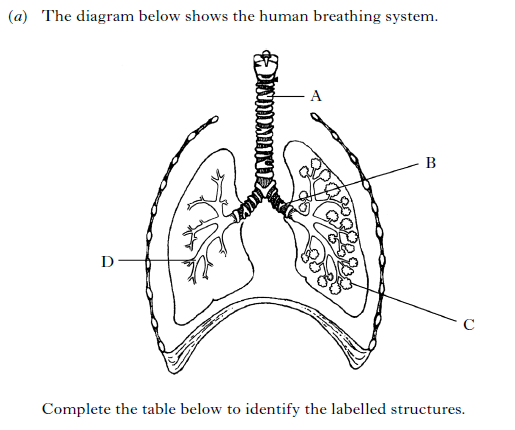 (a) The diagram below shows the human breathing system.
A
B
D
C
Complete the table below to identify the labelled structures.